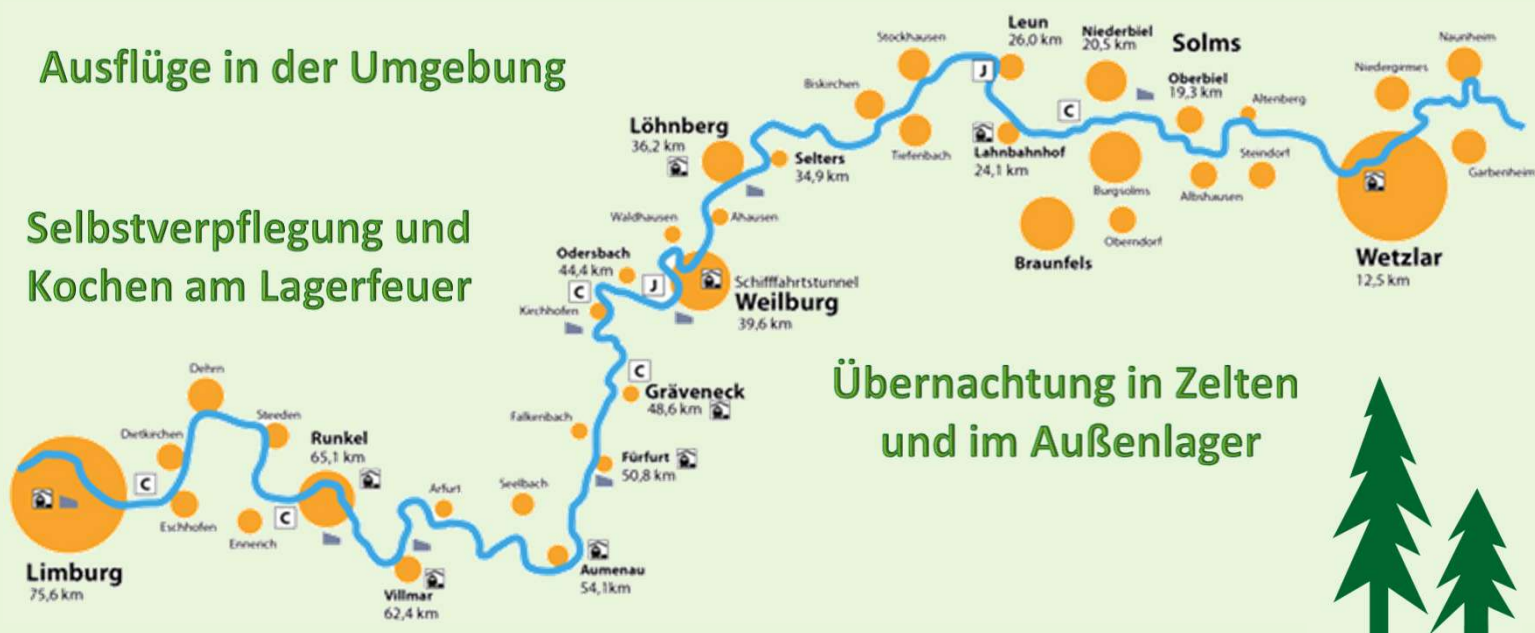 Ausflüge in der Umgebung
Selbstverpflegung und
Kochen am Lagerfeuer
Übernachtung in Zelten
und im Außenlager
Naunheim
Niedergirmes
Garbenheim
Wetzlar
12,5 km
Altenberg
Steindorf
Solms
Oberbiel
19,3 km
Albshausen
Niederbiel
20,5 km
Burgsolms
Oberndorf
Braunfels
C
Lahnbahnhof
24,1 km
Leun
26,0 km
J
Stockhausen
Tiefenbach
Biskirchen
Selters
34,9 km
Löhnberg
36,2 km
Ahausen
Waldhausen
Schifffahrtstunnel
Weilburg
39,6 km
J
Odersbach
44,4 km
C
Kirchhofen
C
Gräveneck
48,6 km
Falkenbach
Fürfurt
50,8 km
Aumenau
54,1km
Seelbach
Arfurt
Villmar
62,4 km
Runkel
65,1 km
C
Ennerich
Steeden
Dehrn
Dietkirchen
Eschhofen
C
Limburg
75,6 km